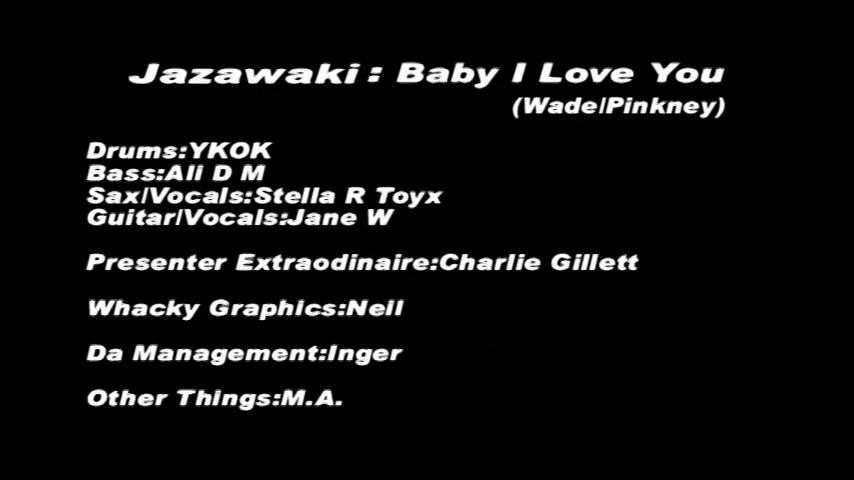 Jazawaki: Baby I Love You
(Wade/Pinkney)
Drums:YKOK
Bass:Ali D M
Sax/Vocals:Stella R Toyx
Guitar/Vocals:Jane W
Presenter Extraodinaire:Charlie Gillett
Whacky Graphics:Neil
Da Management:Inger
Other Things:M.A.